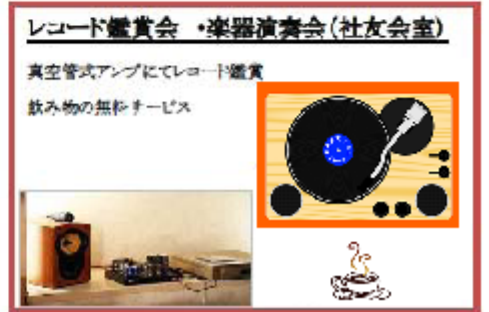 レコード鑑賞会 ・楽器演奏会(社友会室)
真空管式アンプにてレコード鑑賞
飲み物の無料サービス